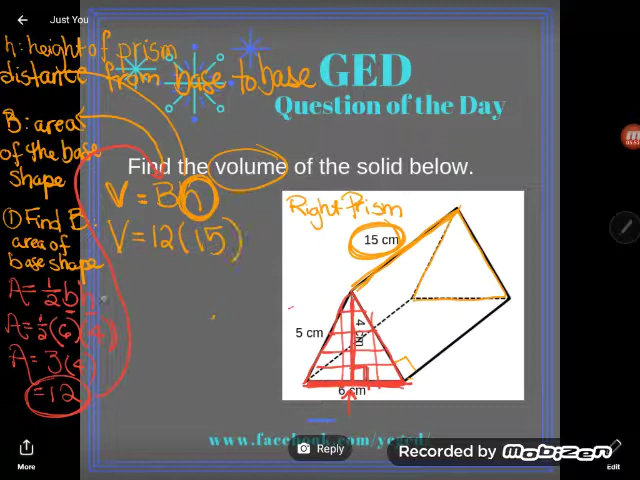 Just You
h: height of prism
distance from base to base
GED
Question of the Day
B: area
of the base
shape
Find the volume of the solid below.
V = Bh
V = 12(15)
① Find B:
area of
base shape
A = 1/2 bh
A = 1/2 (6)(4)
A = 3(4)
= 12
Right Prism
15 cm
5 cm
4 cm
6 cm
www.facebook.com/ycged/
More
Reply
Recorded by Mobizen